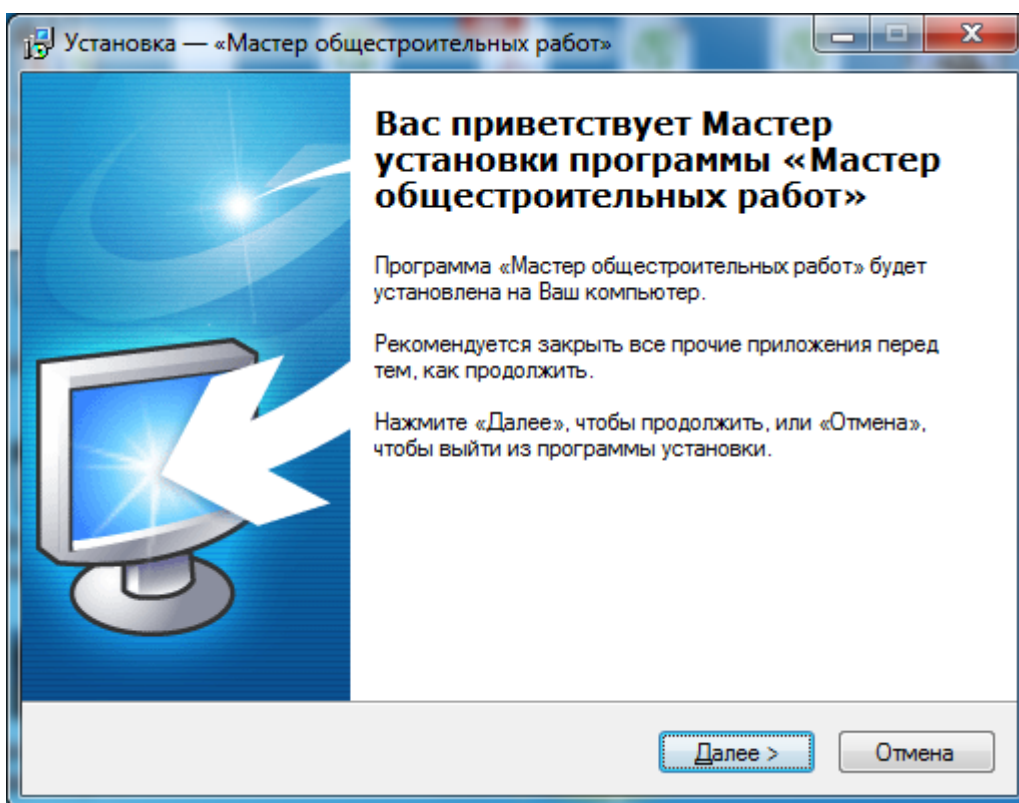 Установка — «Мастер общестроительных работ»
Вас приветствует Мастер
установки программы «Мастер
общестроительных работ»
Программа «Мастер общестроительных работ» будет
установлена на Ваш компьютер.
Рекомендуется закрыть все прочие приложения перед
тем, как продолжить.
Нажмите «Далее», чтобы продолжить, или «Отмена»,
чтобы выйти из программы установки.
Далее >
Отмена